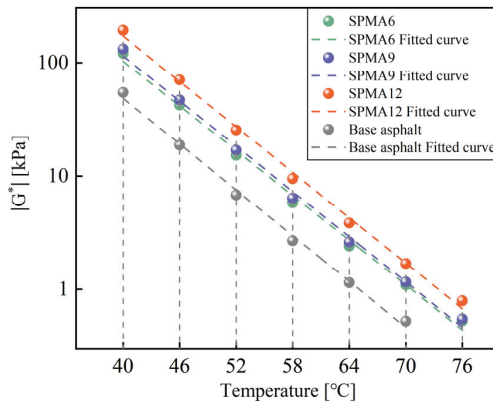 SPMA6
SPMA6 Fitted curve
SPMA9
SPMA9 Fitted curve
SPMA12
SPMA12 Fitted curve
Base asphalt
Base asphalt Fitted curve
100
10
1
|G*| [kPa]
40 46 52 58 64 70 76
Temperature [°C]